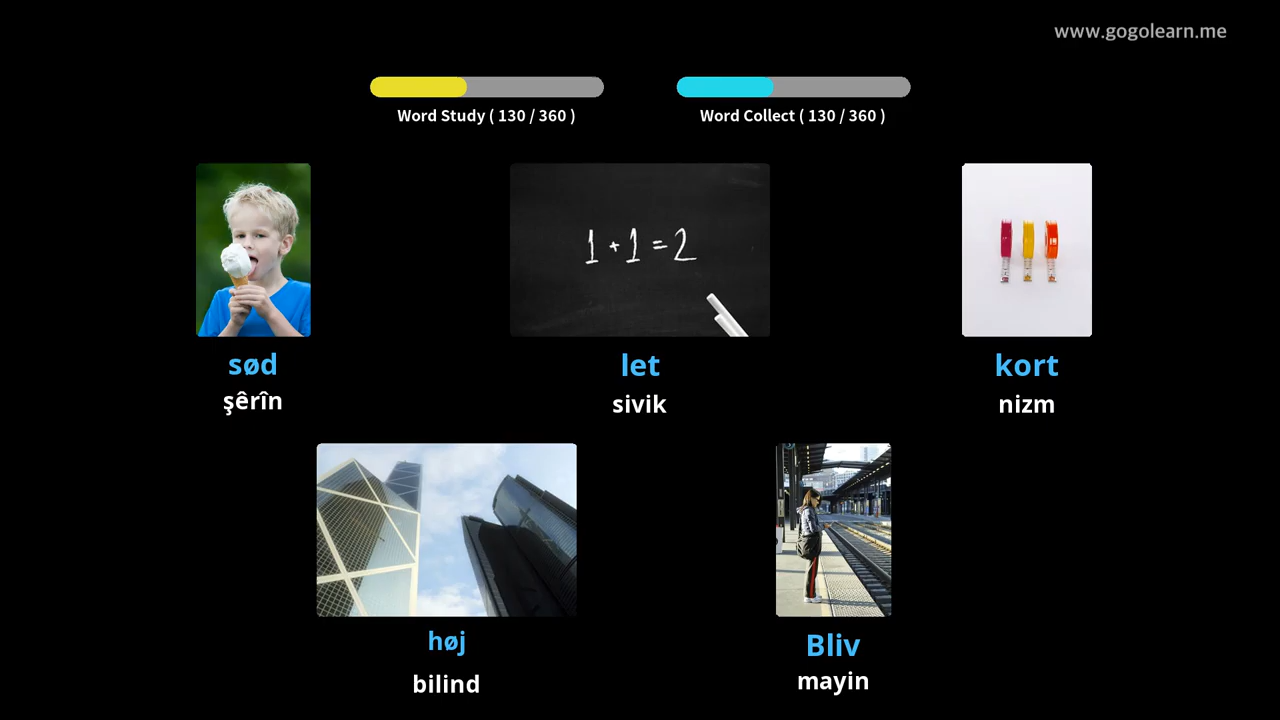 www.gogolearn.me
Word Study ( 130 / 360 )
Word Collect ( 130 / 360 )
1 + 1 = 2
sød
şêrîn
let
sivik
kort
nizm
høj
bilind
Bliv
mayin